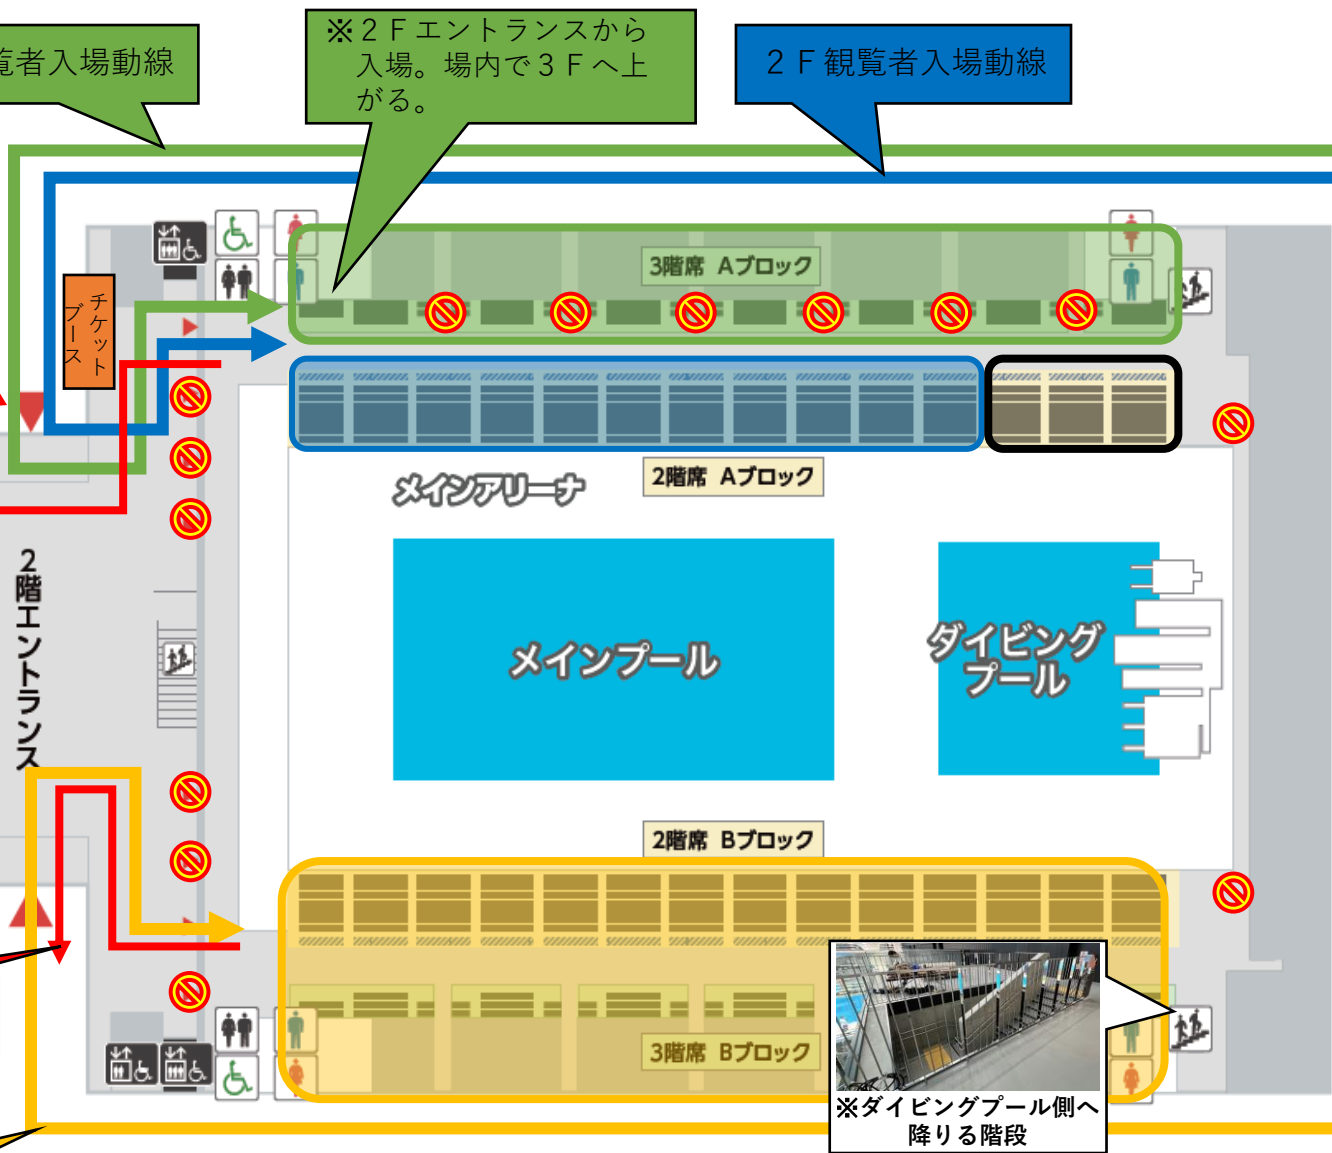 覧者入場動線
※２Ｆエントランスから
入場。場内で３Ｆへ上
がる。
２Ｆ観覧者入場動線
チケット
ブース
3階席 Aブロック
2階席 Aブロック
メインアリーナ
2階エントランス
メインプール
ダイビング
プール
2階席 Bブロック
3階席 Bブロック
※ダイビングプール側へ
降りる階段